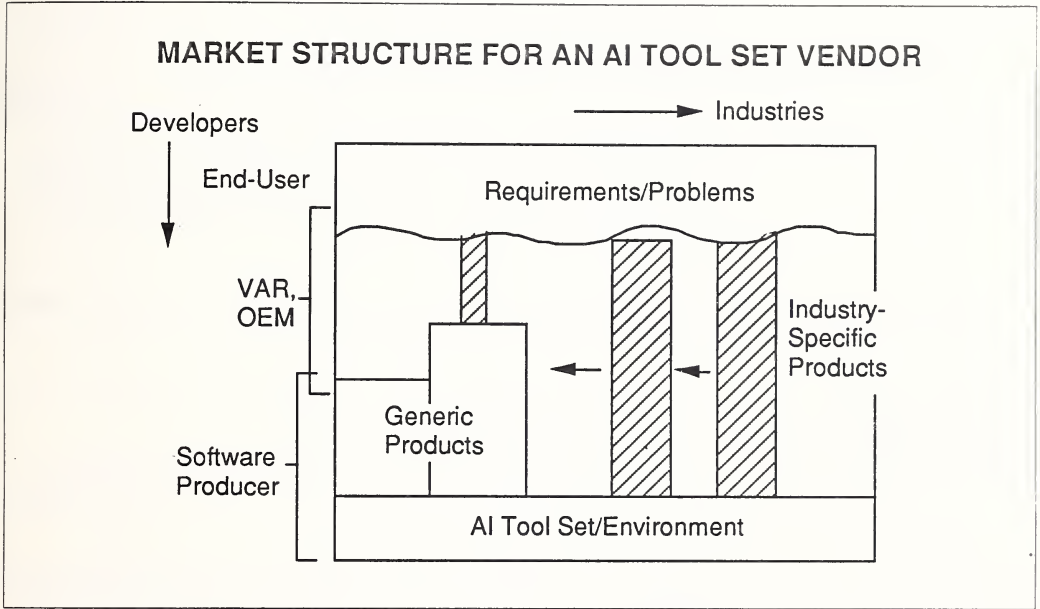 MARKET STRUCTURE FOR AN AI TOOL SET VENDOR
Industries
Developers
End-User
Requirements/Problems
VAR,
OEM
Industry-
Specific
Products
Generic
Products
Software
Producer
AI Tool Set/Environment